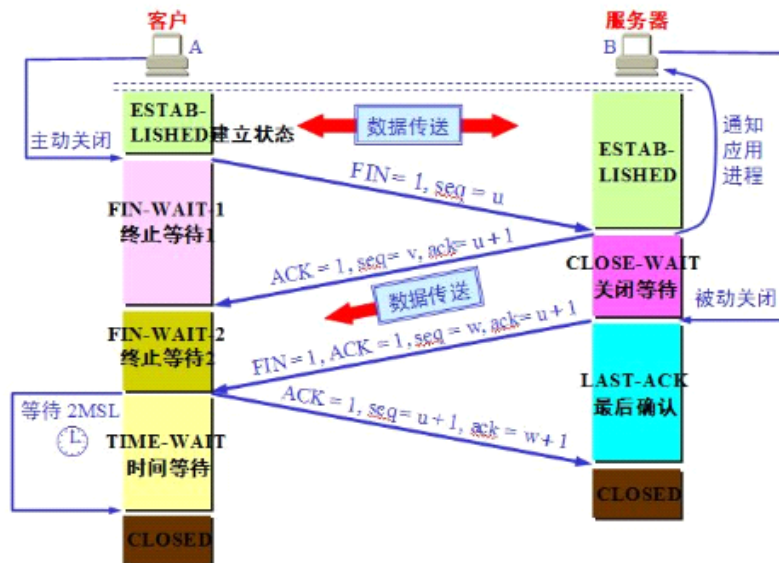 客户
服务器
A
B
ESTAB-
LISHED建立状态
数据传送
主动关闭
ESTAB-
LISHED
通知
应用
进程
FIN = 1, seq = u
FIN-WAIT-1
终止等待1
ACK = 1, seq= v, ack= u+1
CLOSE-WAIT
关闭等待
数据传送
被动关闭
FIN-WAIT-2
终止等待2
FIN = 1, ACK = 1, seq = w, ack= u+1
LAST-ACK
最后确认
等待 2MSL
ACK = 1, seq= u+1, ack = w+1
TIME-WAIT
时间等待
CLOSED
CLOSED